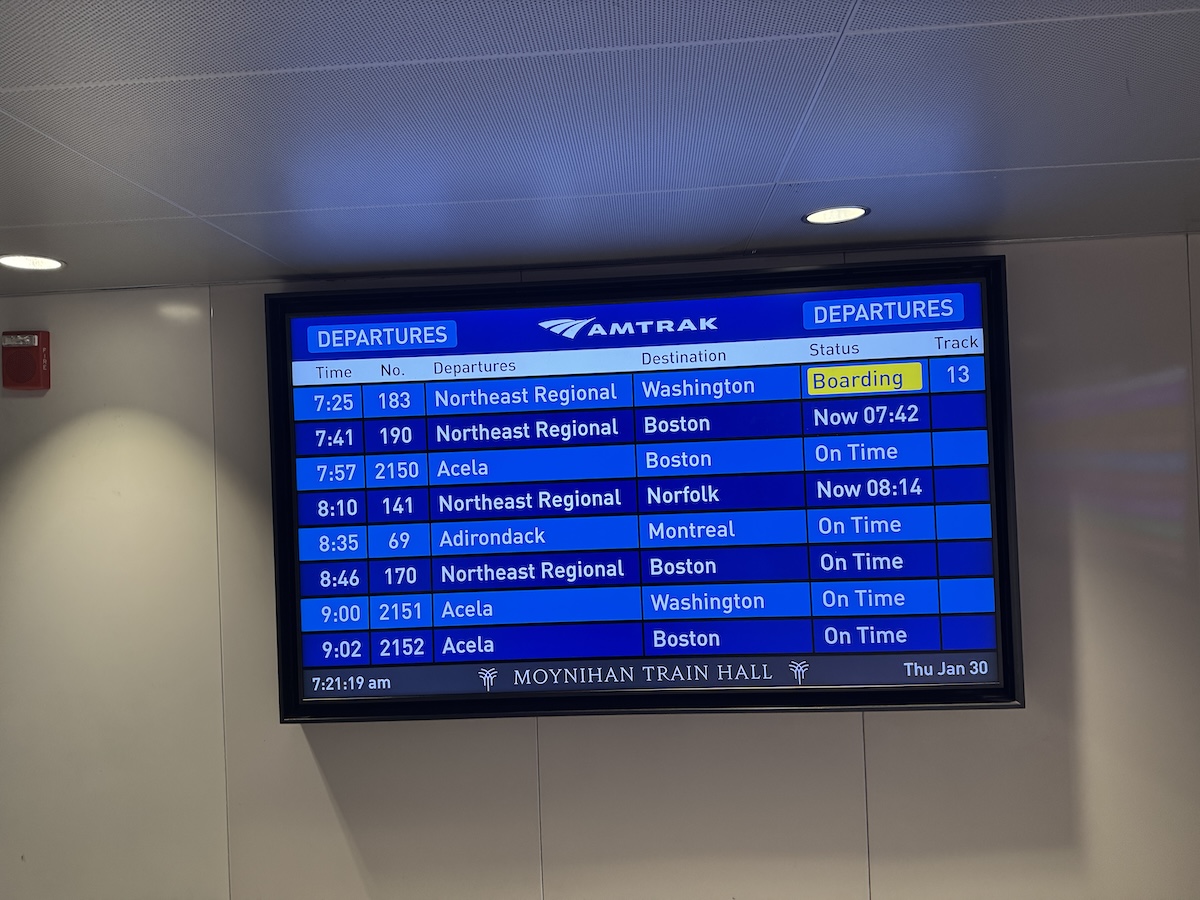 DEPARTURES AMTRAK DEPARTURES
Time No. Departures Destination Status Track
7:25 183 Northeast Regional Washington Boarding 13
7:41 190 Northeast Regional Boston Now 07:42
7:57 2150 Acela Boston On Time
8:10 141 Northeast Regional Norfolk Now 08:14
8:35 69 Adirondack Montreal On Time
8:46 170 Northeast Regional Boston On Time
9:00 2151 Acela Washington On Time
9:02 2152 Acela Boston On Time
7:21:19 am MOYNIHAN TRAIN HALL Thu Jan 30
FIRE